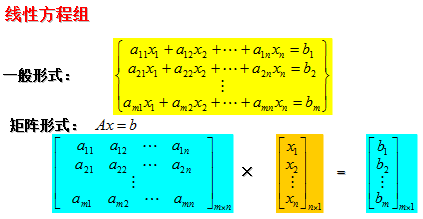 线性方程组
一般形式：
a₁₁x₁ + a₁₂x₂ + ⋯ + a₁ₙxₙ = b₁
a₂₁x₁ + a₂₂x₂ + ⋯ + a₂ₙxₙ = b₂
⋮
aₘ₁x₁ + aₘ₂x₂ + ⋯ + aₘₙxₙ = bₘ
矩阵形式： Ax = b
[a₁₁ a₁₂ ⋯ a₁ₙ
a₂₁ a₂₂ ⋯ a₂ₙ
⋮
aₘ₁ aₘ₂ ⋯ aₘₙ]ₘ×ₙ
×
[x₁
x₂
⋮
xₙ]ₙ×₁
=
[b₁
b₂
⋮
bₘ]ₘ×₁